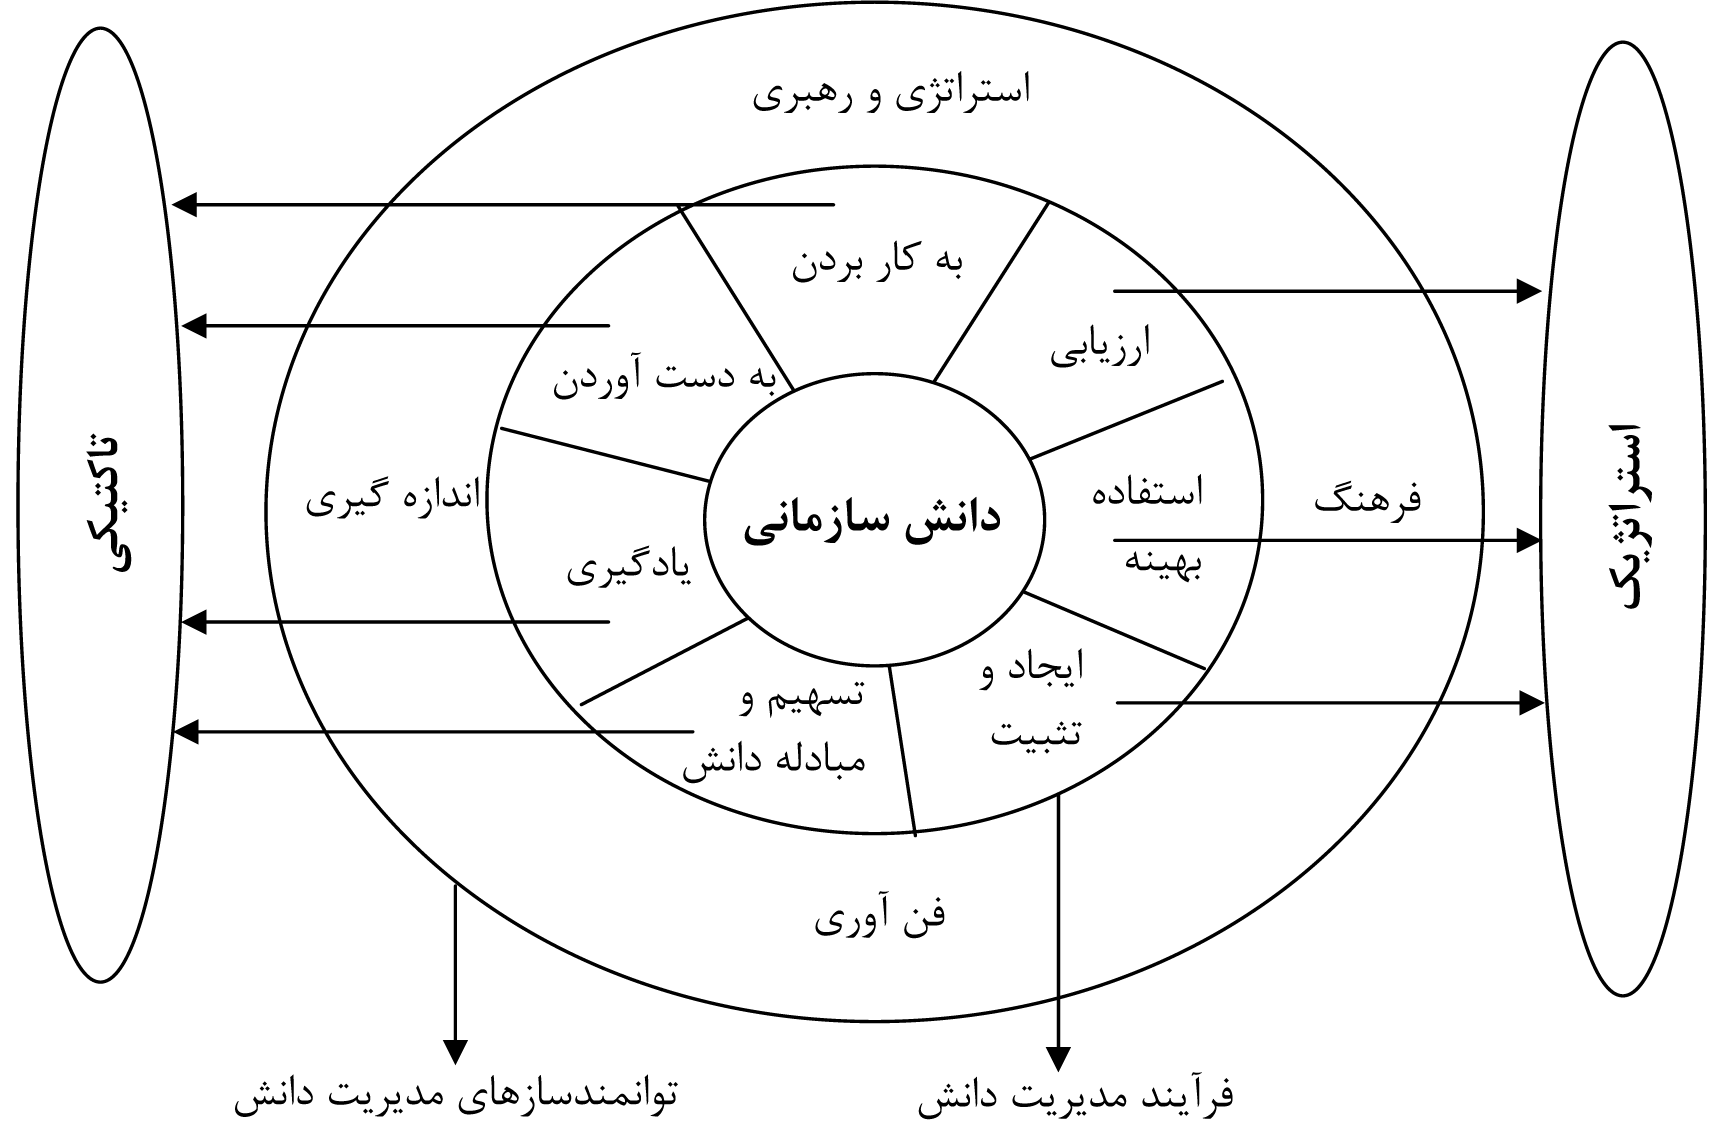 استراتژی و رهبری
به کار بردن
ارزیابی
به دست آوردن
استراتژیک
تاکتیکی
استفاده
بهینه
فرهنگ
دانش سازمانی
اندازه گیری
یادگیری
ایجاد و
تثبیت
تسهیم و
مبادله دانش
فن آوری
فرآیند مدیریت دانش
توانمندسازهای مدیریت دانش